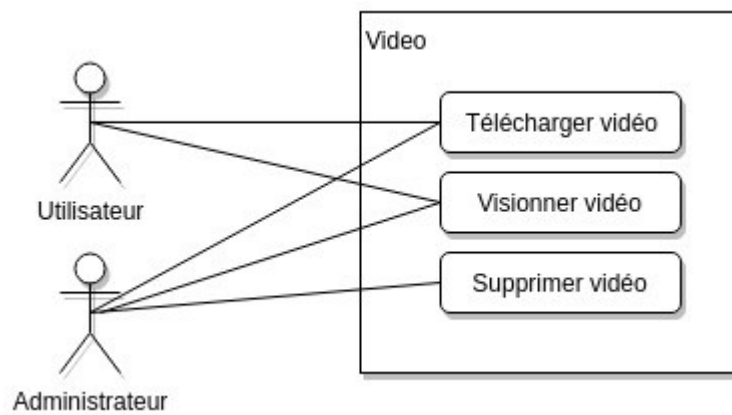 Video
Télécharger vidéo
Utilisateur
Visionner vidéo
Supprimer vidéo
Administrateur